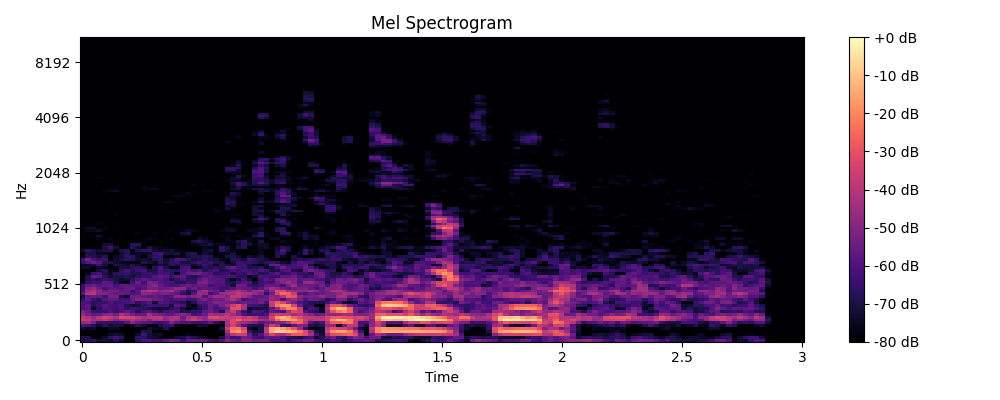 Mel Spectrogram
Hz
8192
4096
2048
1024
512
0
0
0.5
1
1.5
2
2.5
3
Time
+0 dB
-10 dB
-20 dB
-30 dB
-40 dB
-50 dB
-60 dB
-70 dB
-80 dB